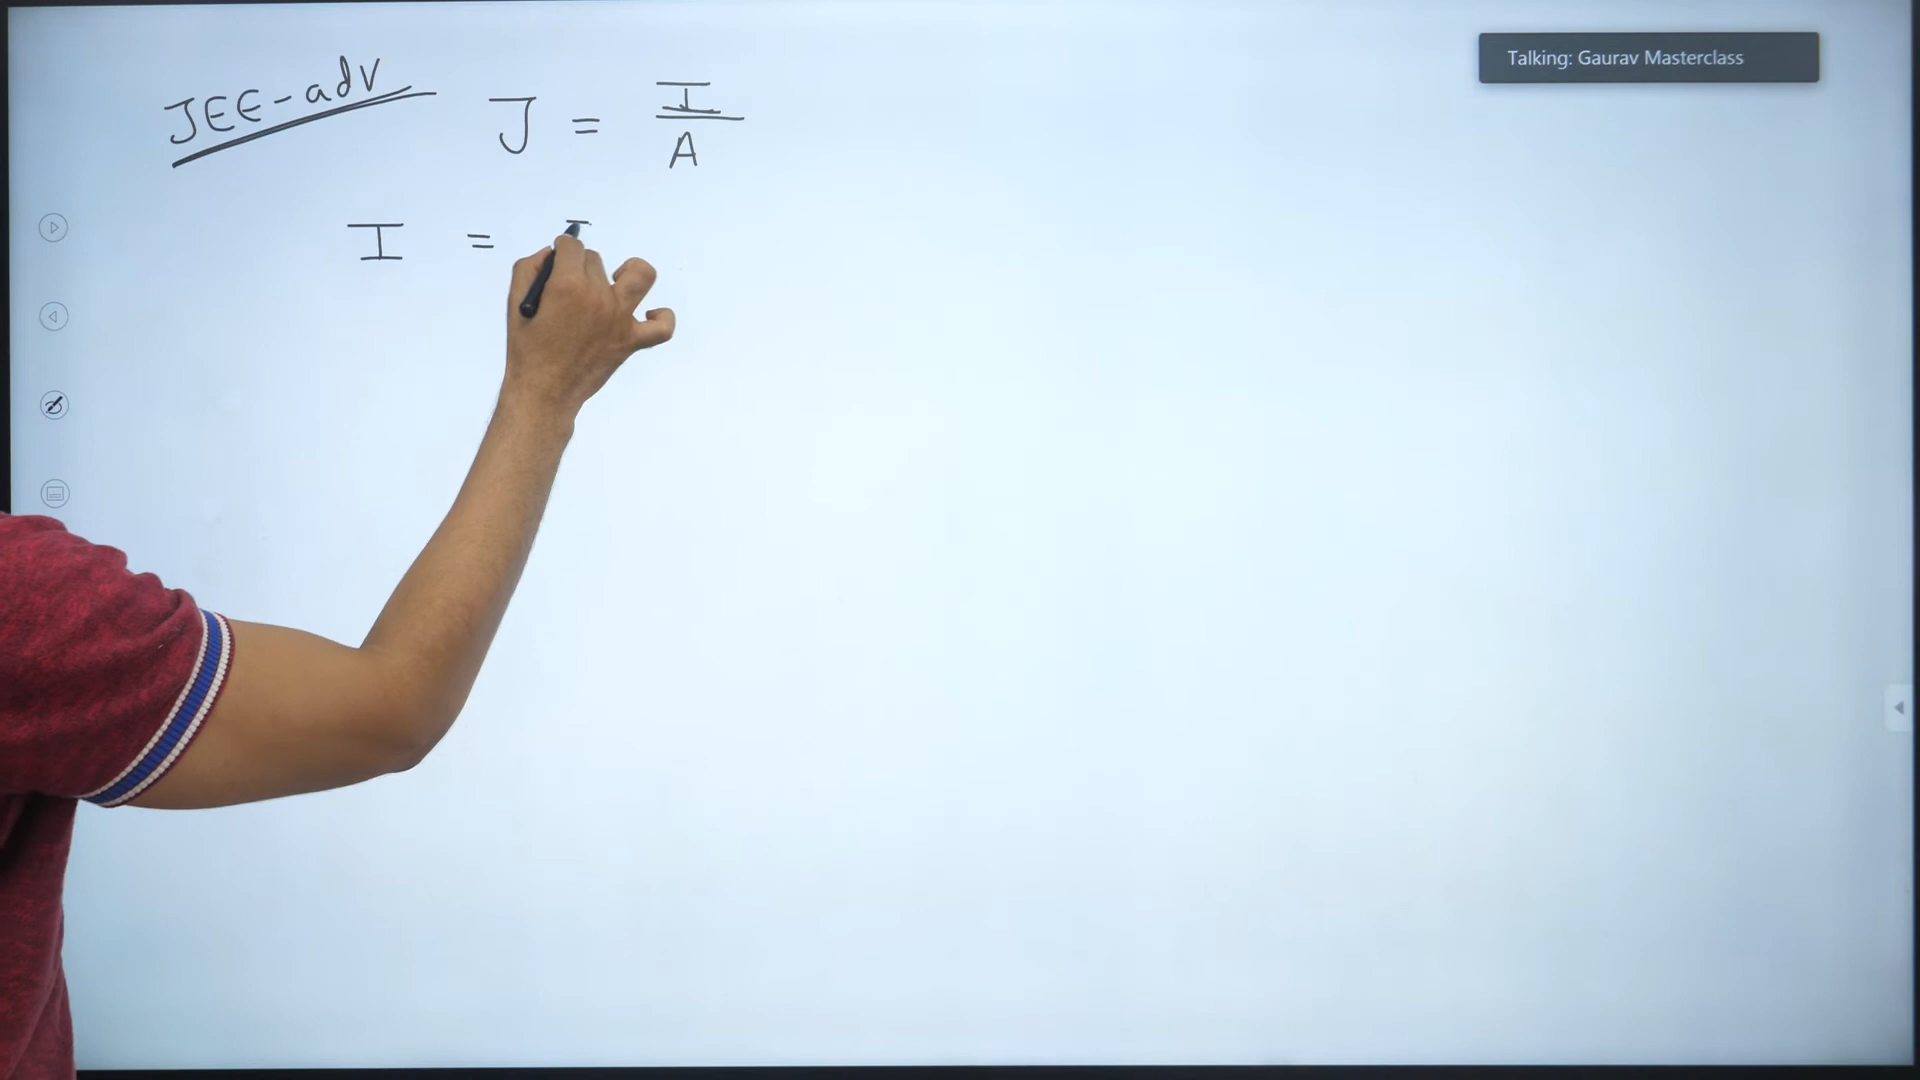 Talking: Gaurav Masterclass
JEE-adv
J = I/A
I =